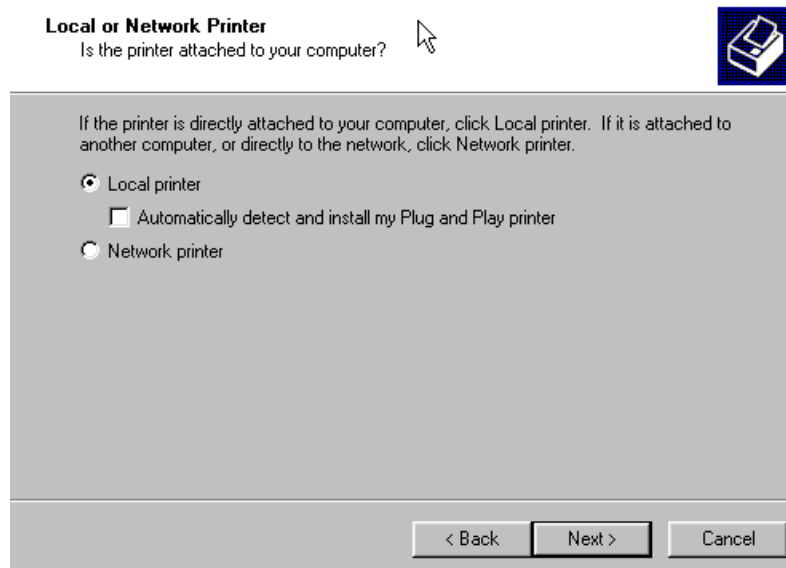 Local or Network Printer
Is the printer attached to your computer?
If the printer is directly attached to your computer, click Local printer.  If it is attached to
another computer, or directly to the network, click Network printer.
Local printer
Automatically detect and install my Plug and Play printer
Network printer
< Back
Next >
Cancel